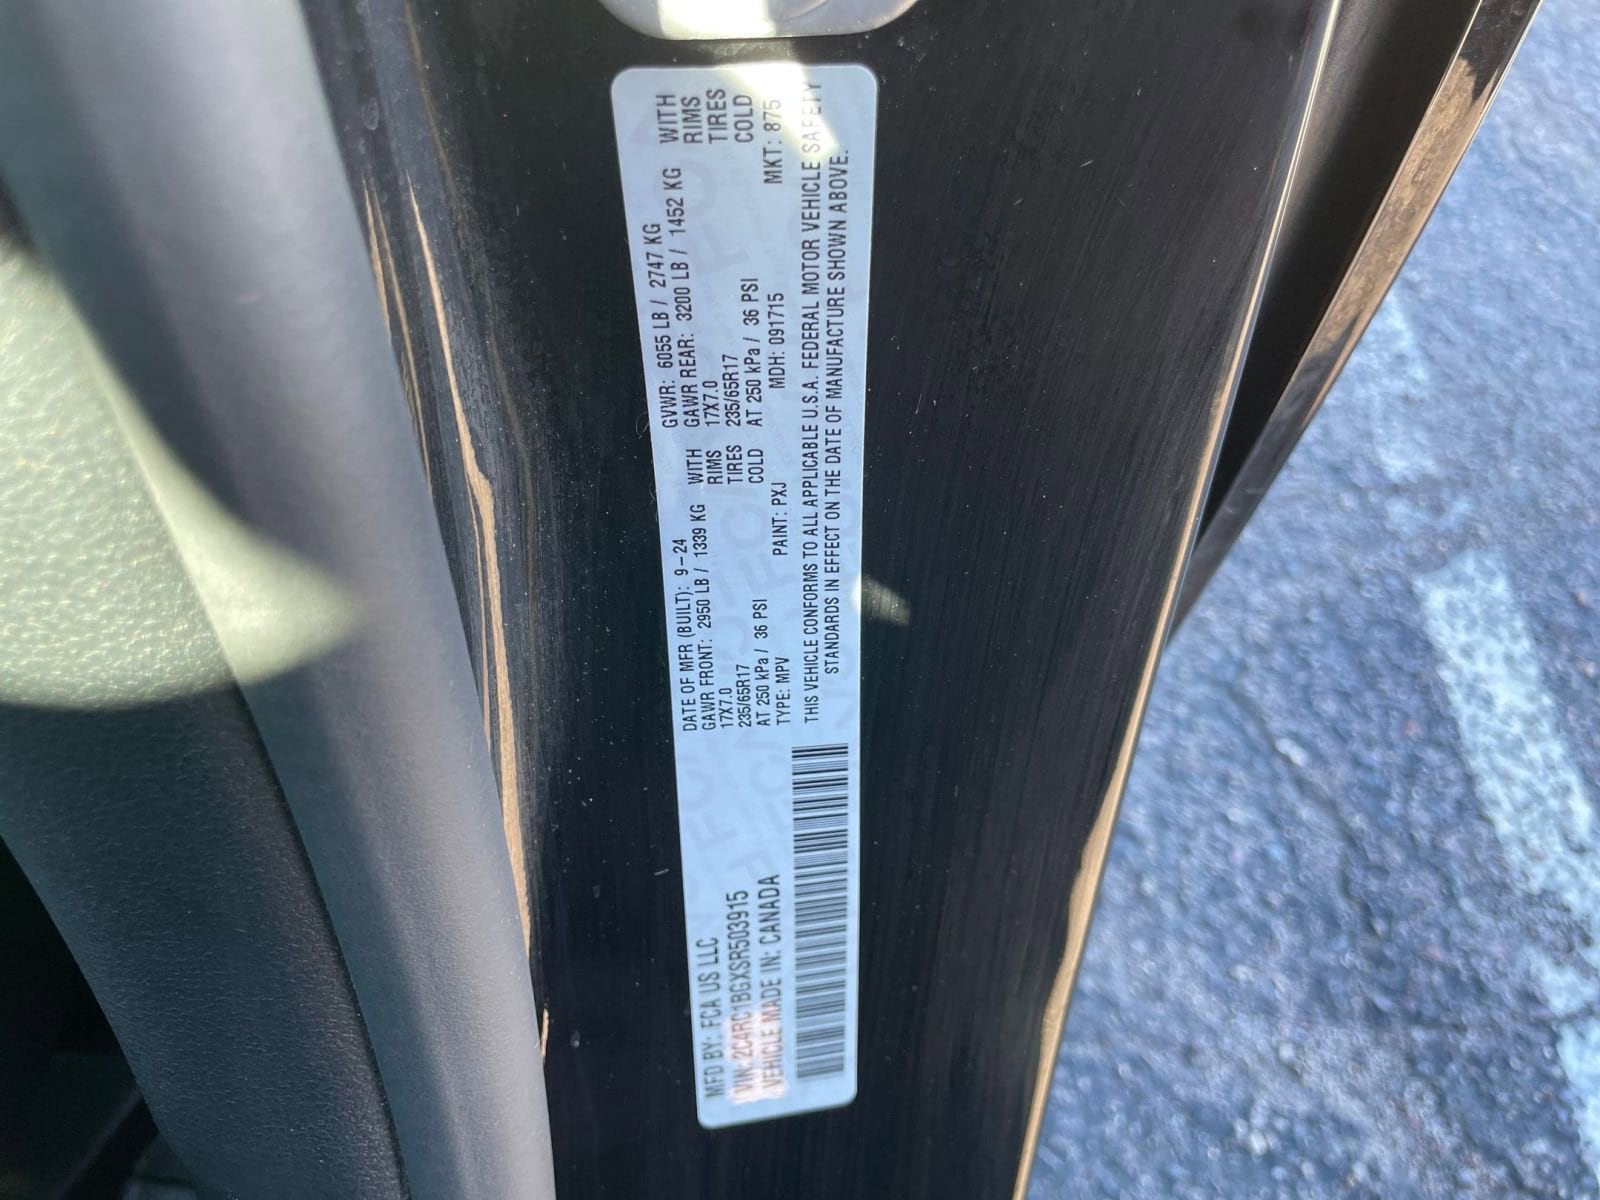 MFD BY: FCA US LLC
VIN: 2C4RC1BGXSR503915
VEHICLE MADE IN: CANADA
DATE OF MFR (BUILT): 9-24 GVWR: 6055 LB / 2747 KG
GAWR FRONT: 2950 LB / 1339 KG WITH GAWR REAR: 3200 LB / 1452 KG WITH
17X7.0 RIMS 17X7.0 RIMS
235/65R17 TIRES 235/65R17 TIRES
AT 250 kPa / 36 PSI COLD AT 250 kPa / 36 PSI COLD
TYPE: MPV PAINT: PXJ MDH: 091715 MKT: 875
THIS VEHICLE CONFORMS TO ALL APPLICABLE U.S.A. FEDERAL MOTOR VEHICLE SAFETY
STANDARDS IN EFFECT ON THE DATE OF MANUFACTURE SHOWN ABOVE.